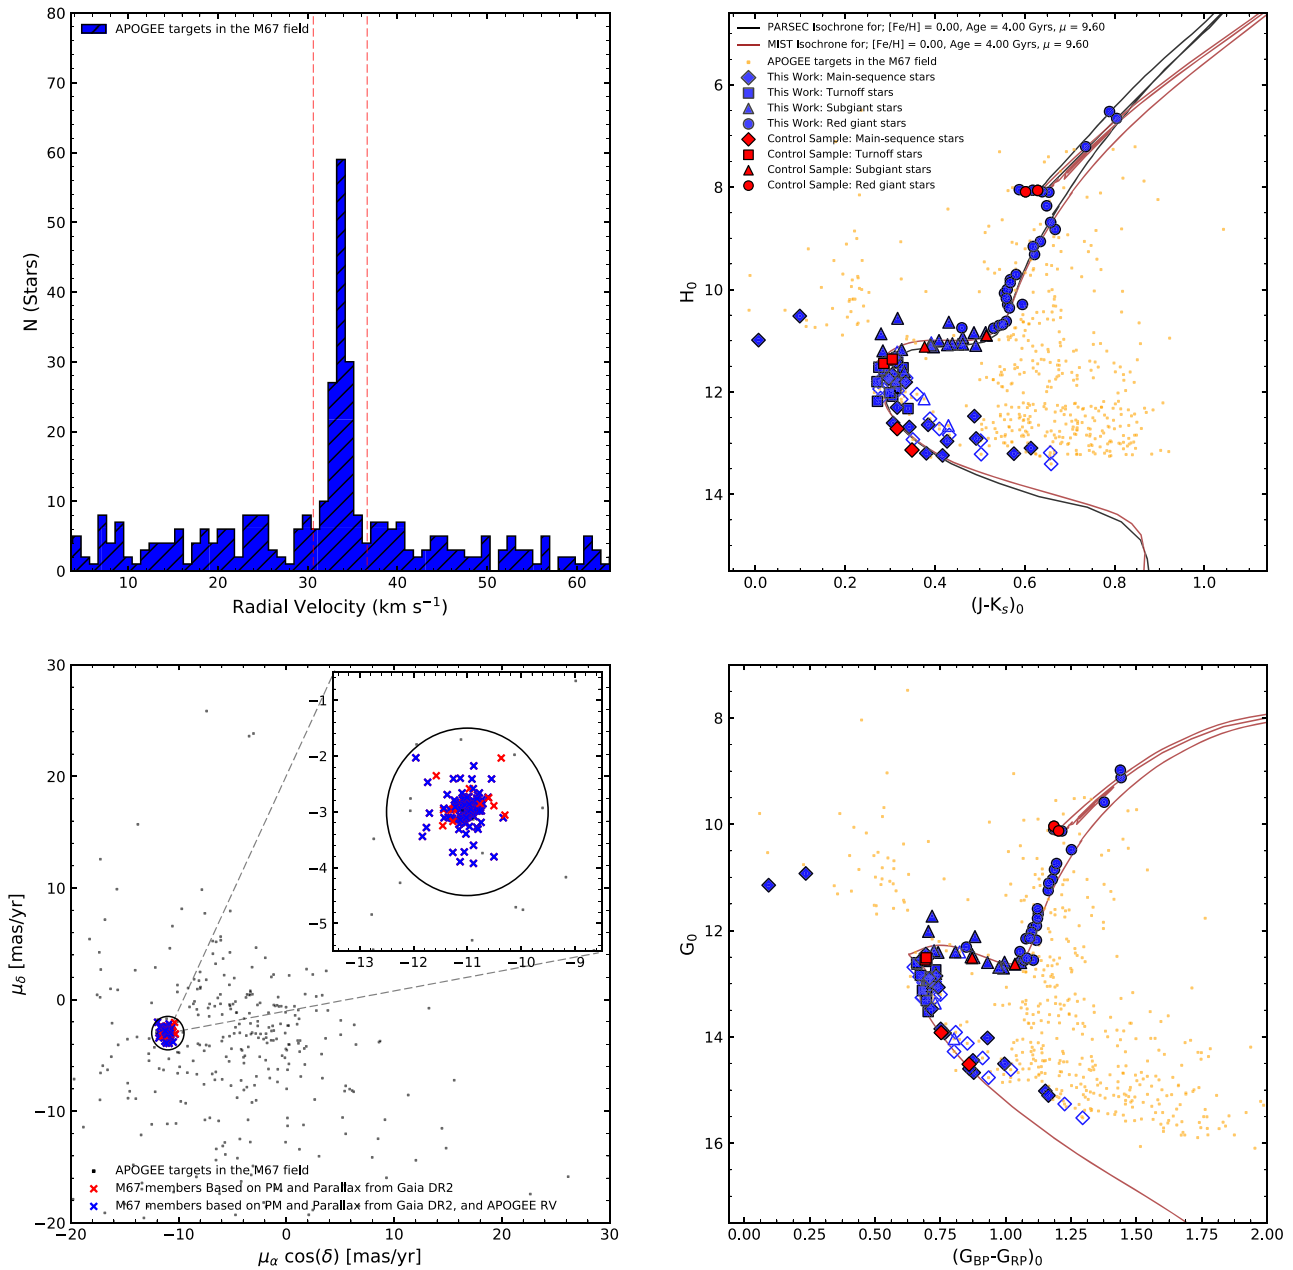 80
70
60
50
40
30
20
10
0
N (Stars)
APOGEE targets in the M67 field
10 20 30 40 50 60
Radial Velocity (km s⁻¹)
6
8
10
12
14
H₀
PARSEC Isochrone for; [Fe/H] = 0.00, Age = 4.00 Gyrs, μ = 9.60
MIST Isochrone for; [Fe/H] = 0.00, Age = 4.00 Gyrs, μ = 9.60
APOGEE targets in the M67 field
This Work: Main-sequence stars
This Work: Turnoff stars
This Work: Subgiant stars
This Work: Red giant stars
Control Sample: Main-sequence stars
Control Sample: Turnoff stars
Control Sample: Subgiant stars
Control Sample: Red giant stars
0.0 0.2 0.4 0.6 0.8 1.0
(J-Kₛ)₀
30
20
10
0
−10
−20
μ_δ [mas/yr]
−1
−2
−3
−4
−5
−13 −12 −11 −10 −9
APOGEE targets in the M67 field
M67 members Based on PM and Parallax from Gaia DR2
M67 members based on PM and Parallax from Gaia DR2, and APOGEE RV
−20 −10 0 10 20 30
μ_α cos(δ) [mas/yr]
8
10
12
14
16
G₀
0.00 0.25 0.50 0.75 1.00 1.25 1.50 1.75 2.00
(G_BP-G_RP)₀